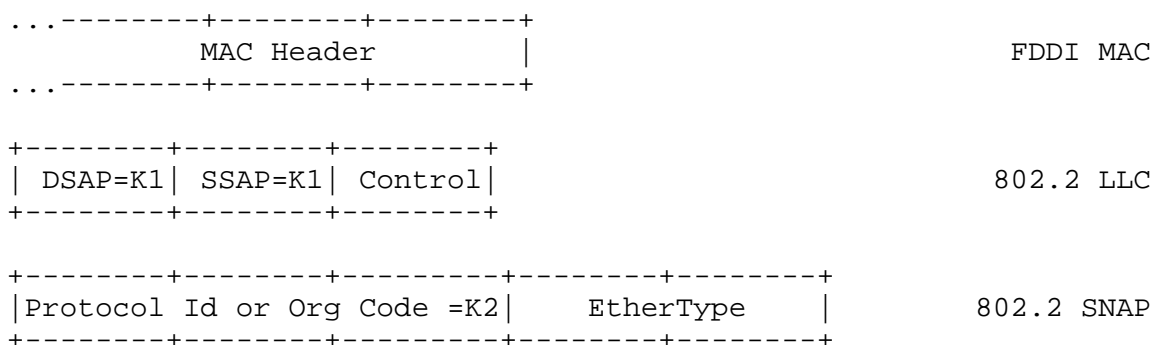 ...--------+--------+--------+
MAC Header | FDDI MAC
...--------+--------+--------+
+--------+--------+--------+
| DSAP=K1| SSAP=K1| Control| 802.2 LLC
+--------+--------+--------+
+--------+--------+---------+--------+--------+
|Protocol Id or Org Code =K2| EtherType | 802.2 SNAP
+--------+--------+---------+--------+--------+